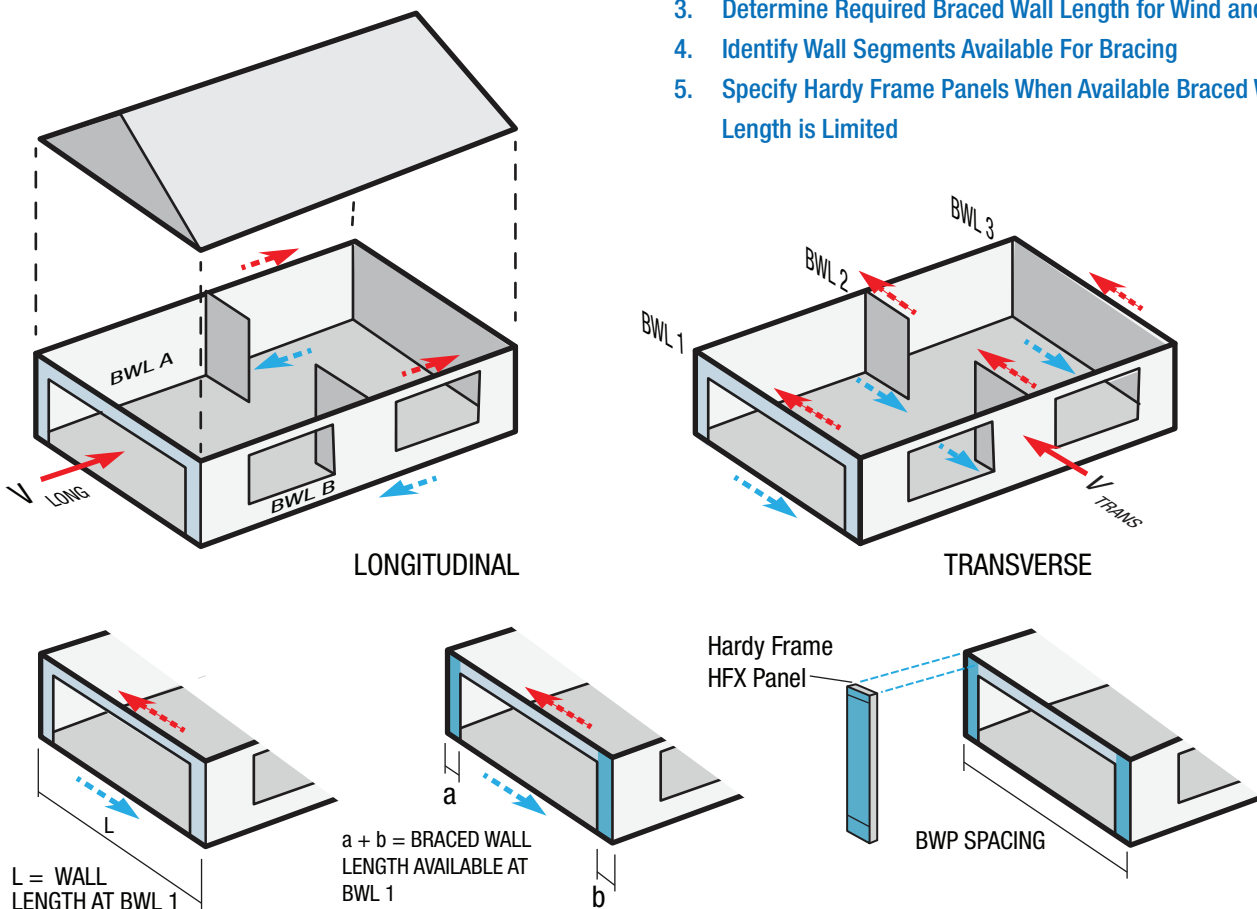 3. Determine Required Braced Wall Length for Wind and
4. Identify Wall Segments Available For Bracing
5. Specify Hardy Frame Panels When Available Braced
Length is Limited
BWL 3
BWL 2
BWL 1
BWL A
BWL B
V LONG
V TRANS
LONGITUDINAL
TRANSVERSE
L
L = WALL
LENGTH AT BWL 1
a
a + b = BRACED WALL
LENGTH AVAILABLE AT
BWL 1
b
Hardy Frame
HFX Panel
BWP SPACING